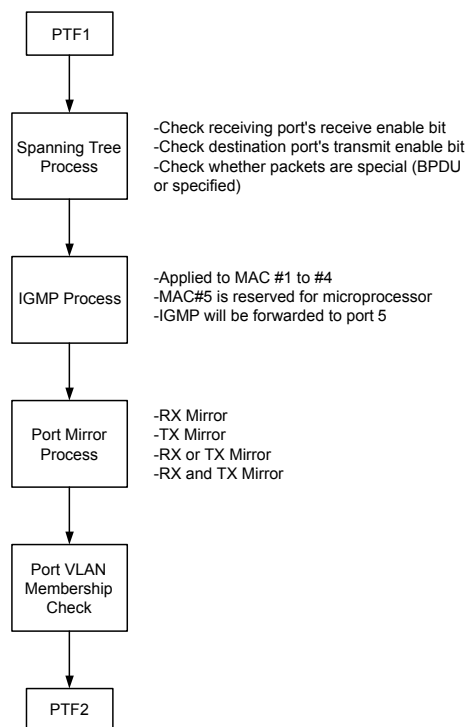 PTF1
Spanning Tree
Process
-Check receiving port's receive enable bit
-Check destination port's transmit enable bit
-Check whether packets are special (BPDU
or specified)
IGMP Process
-Applied to MAC #1 to #4
-MAC#5 is reserved for microprocessor
-IGMP will be forwarded to port 5
Port Mirror
Process
-RX Mirror
-TX Mirror
-RX or TX Mirror
-RX and TX Mirror
Port VLAN
Membership
Check
PTF2